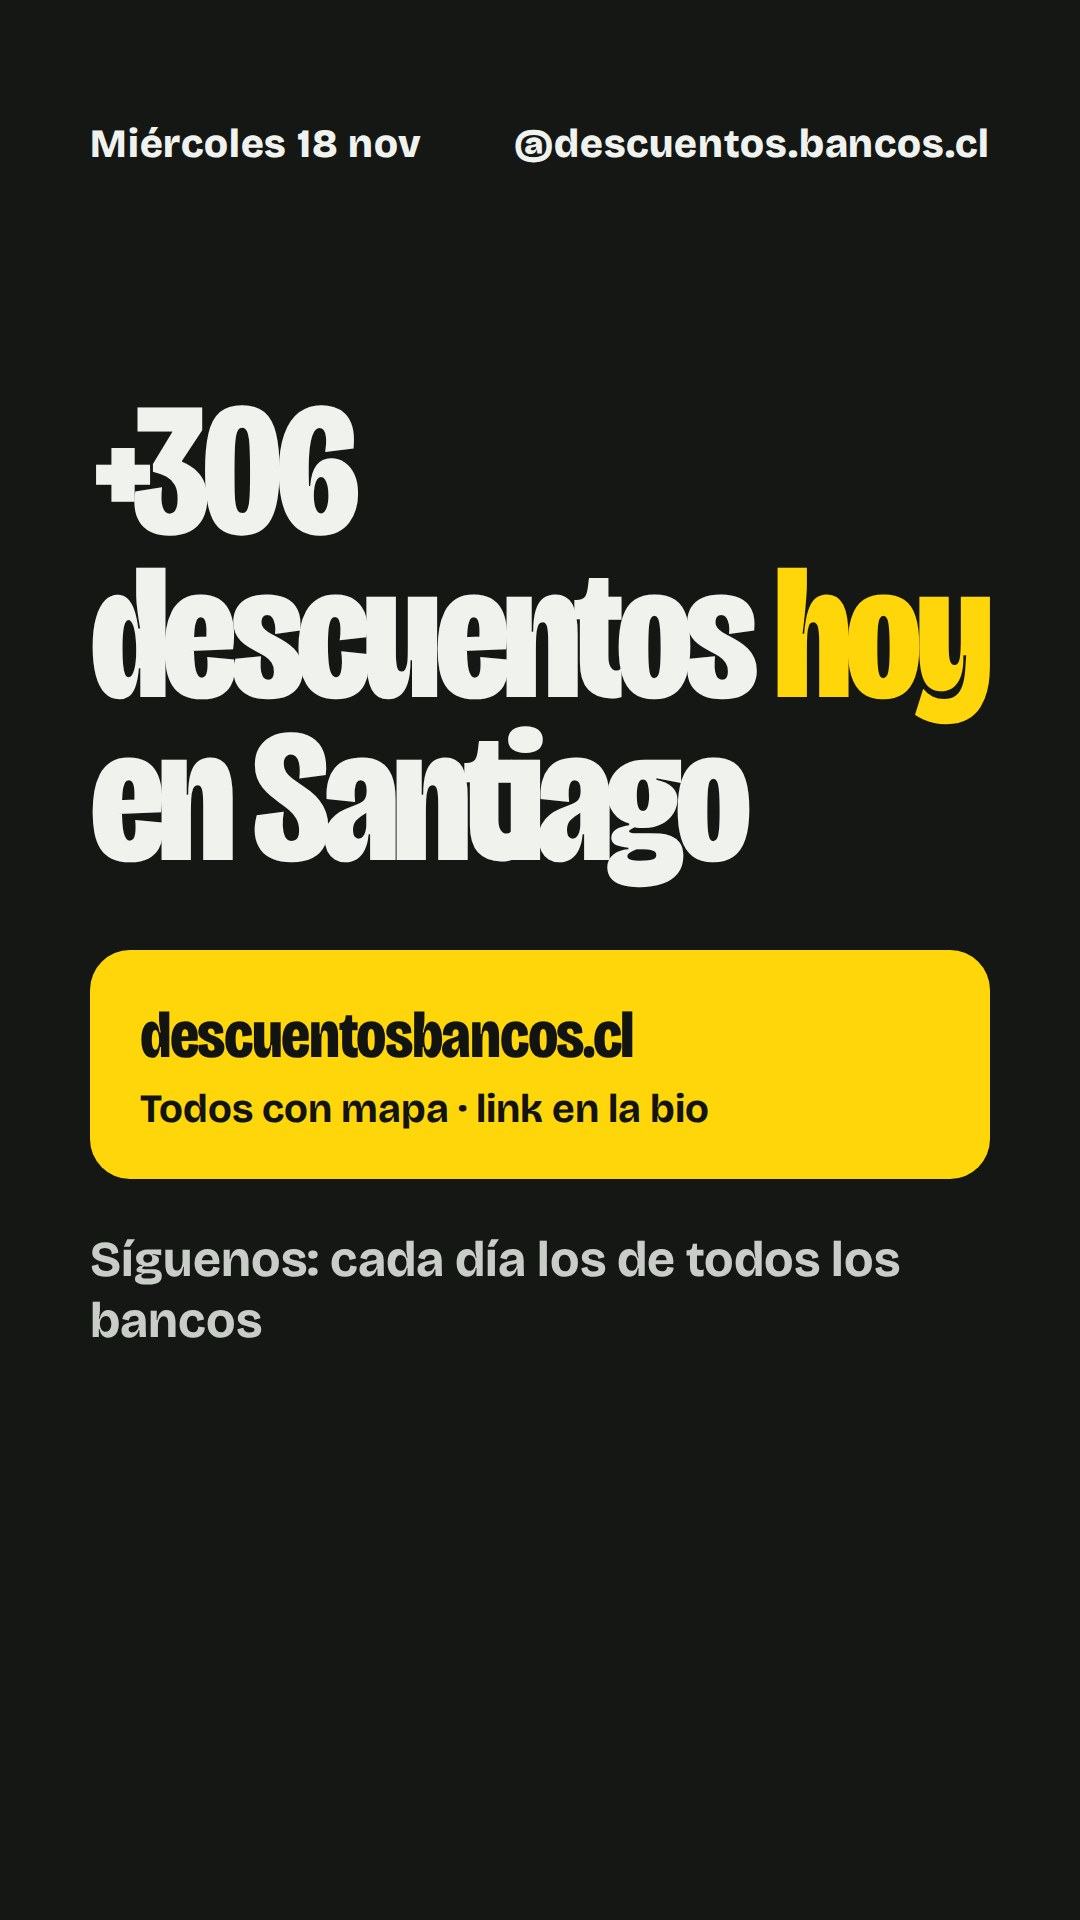 Miércoles 18 nov
@descuentos.bancos.cl
+306
descuentos hoy
en Santiago
descuentosbancos.cl
Todos con mapa · link en la bio
Síguenos: cada día los de todos los
bancos